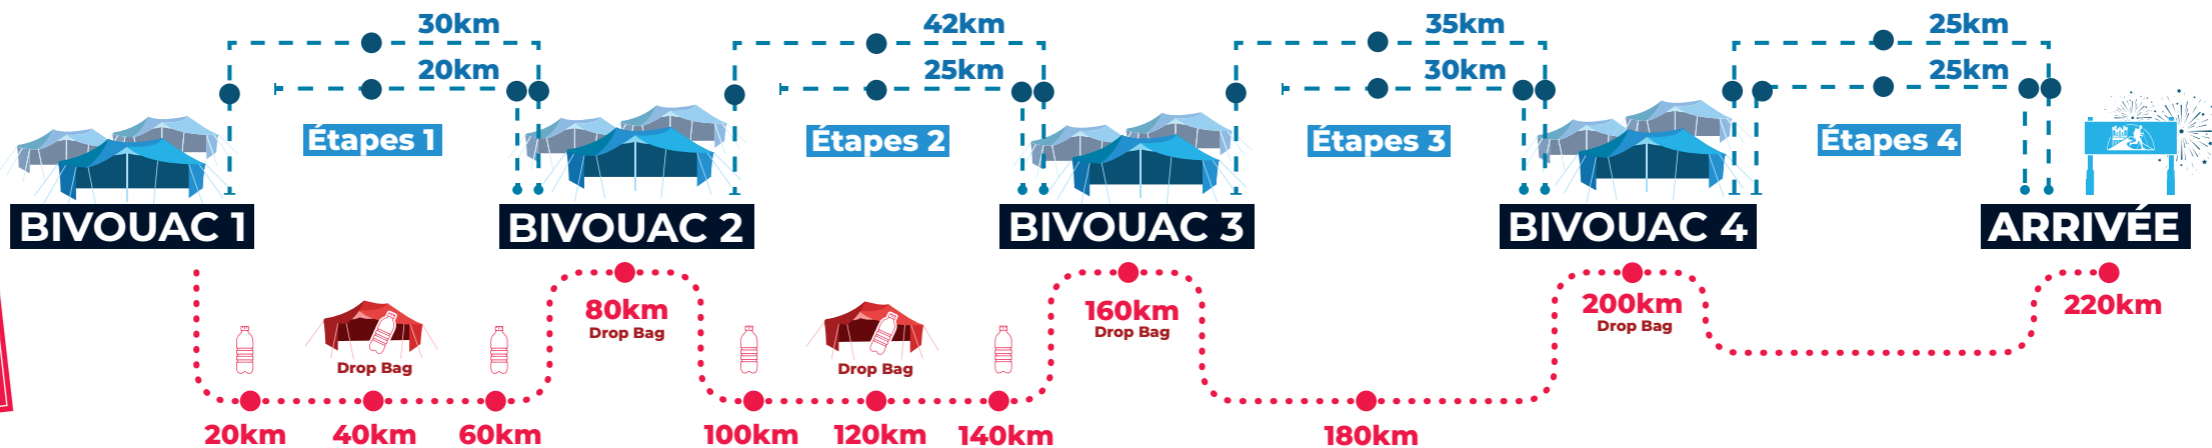 30km
42km
35km
25km
20km
25km
30km
25km
Étapes 1
Étapes 2
Étapes 3
Étapes 4
BIVOUAC 1
BIVOUAC 2
BIVOUAC 3
BIVOUAC 4
ARRIVÉE
80km
Drop Bag
160km
Drop Bag
200km
Drop Bag
220km
Drop Bag
Drop Bag
20km
40km
60km
100km
120km
140km
180km